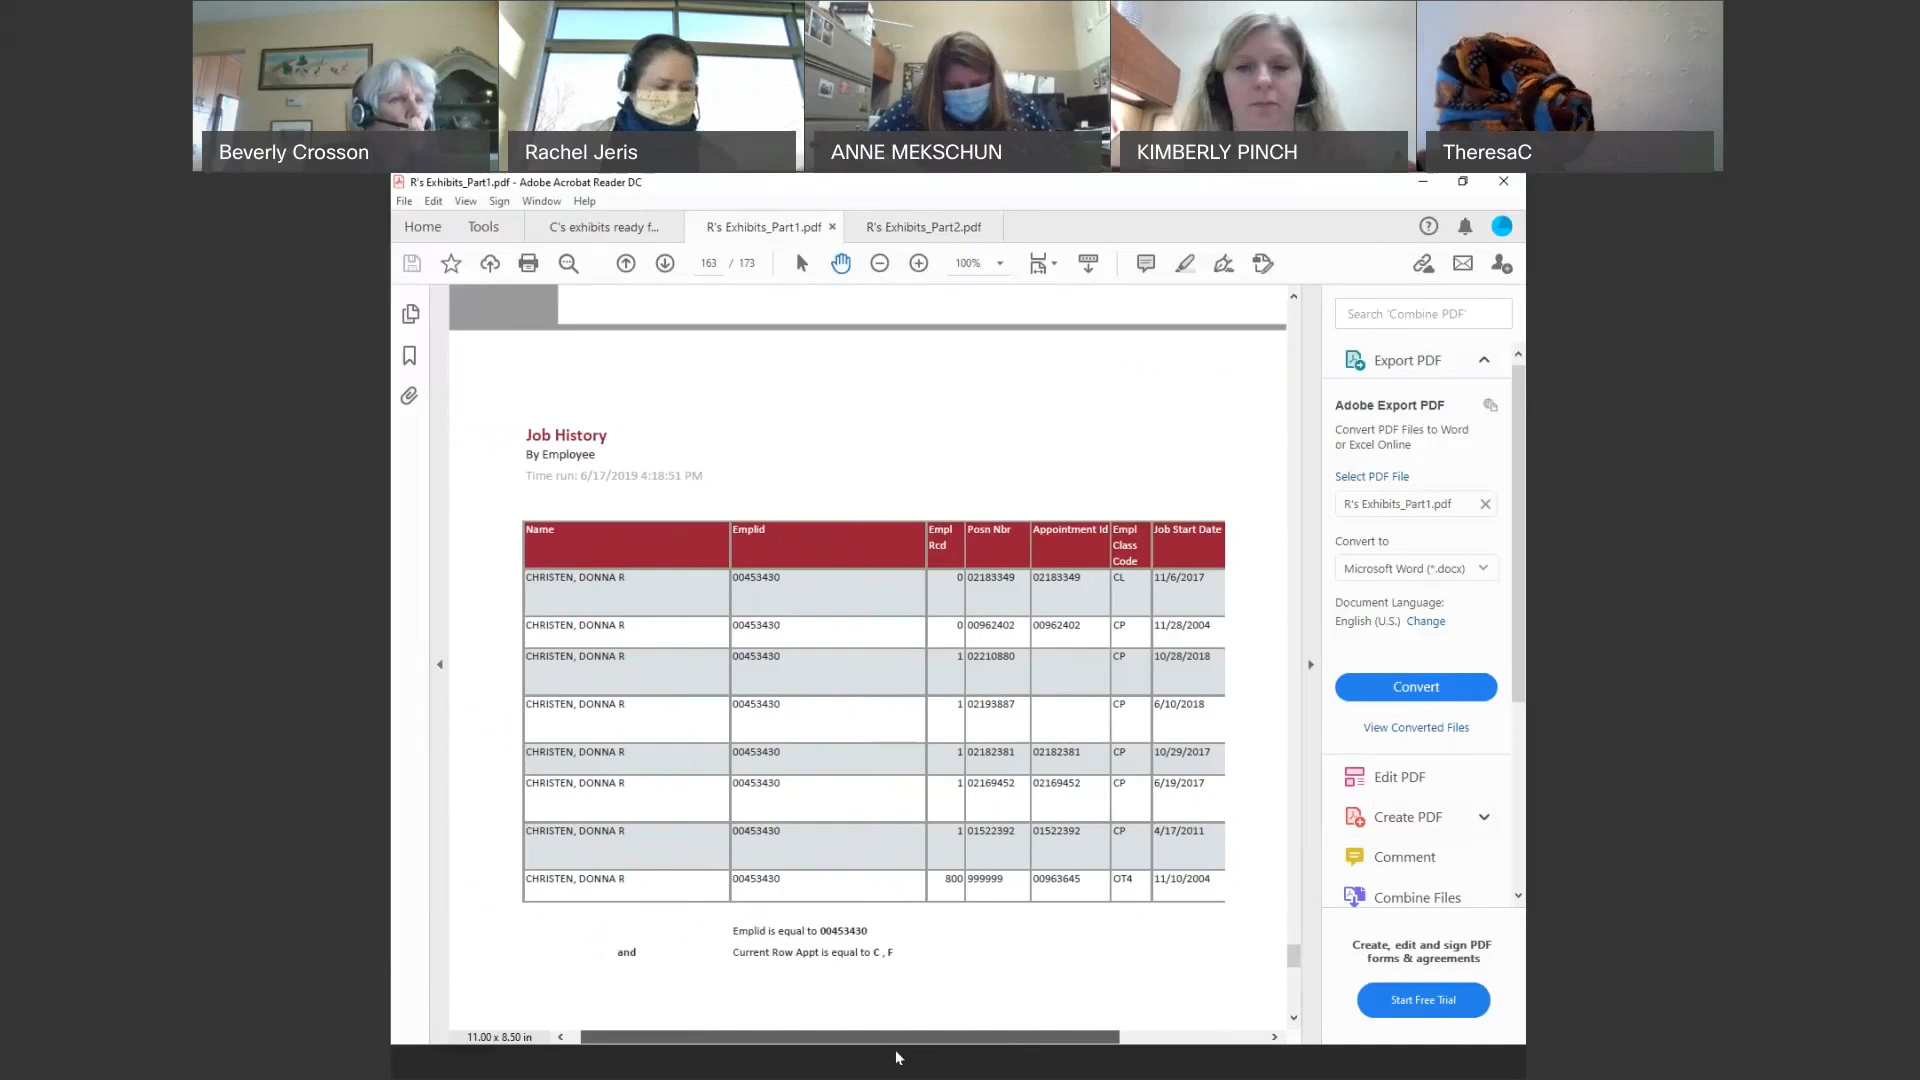 Beverly Crosson
Rachel Jeris
ANNE MEKSCHUN
KIMBERLY PINCH
TheresaC
R's Exhibits_Part1.pdf - Adobe Acrobat Reader DC
File Edit View Sign Window Help
Home Tools C's exhibits ready f... R's Exhibits_Part1.pdf × R's Exhibits_Part2.pdf
163 / 173 100%
Search 'Combine PDF'
Export PDF
Adobe Export PDF
Convert PDF Files to Word
or Excel Online
Select PDF File
R's Exhibits_Part1.pdf
Convert to
Microsoft Word (*.docx)
Document Language:
English (U.S.) Change
Convert
View Converted Files
Edit PDF
Create PDF
Comment
Combine Files
Create, edit and sign PDF
forms & agreements
Start Free Trial
Job History
By Employee
Time run: 6/17/2019 4:18:51 PM
Name Emplid Empl Rcd Posn Nbr Appointment Id Empl Class Code Job Start Date
CHRISTEN, DONNA R 00453430 0 02183349 02183349 CL 11/6/2017
CHRISTEN, DONNA R 00453430 0 00962402 00962402 CP 11/28/2004
CHRISTEN, DONNA R 00453430 1 02210880 CP 10/28/2018
CHRISTEN, DONNA R 00453430 1 02193887 CP 6/10/2018
CHRISTEN, DONNA R 00453430 1 02182381 02182381 CP 10/29/2017
CHRISTEN, DONNA R 00453430 1 02169452 02169452 CP 6/19/2017
CHRISTEN, DONNA R 00453430 1 01522392 01522392 CP 4/17/2011
CHRISTEN, DONNA R 00453430 800 999999 00963645 OT4 11/10/2004
Emplid is equal to 00453430
and Current Row Appt is equal to C , F
11.00 x 8.50 in